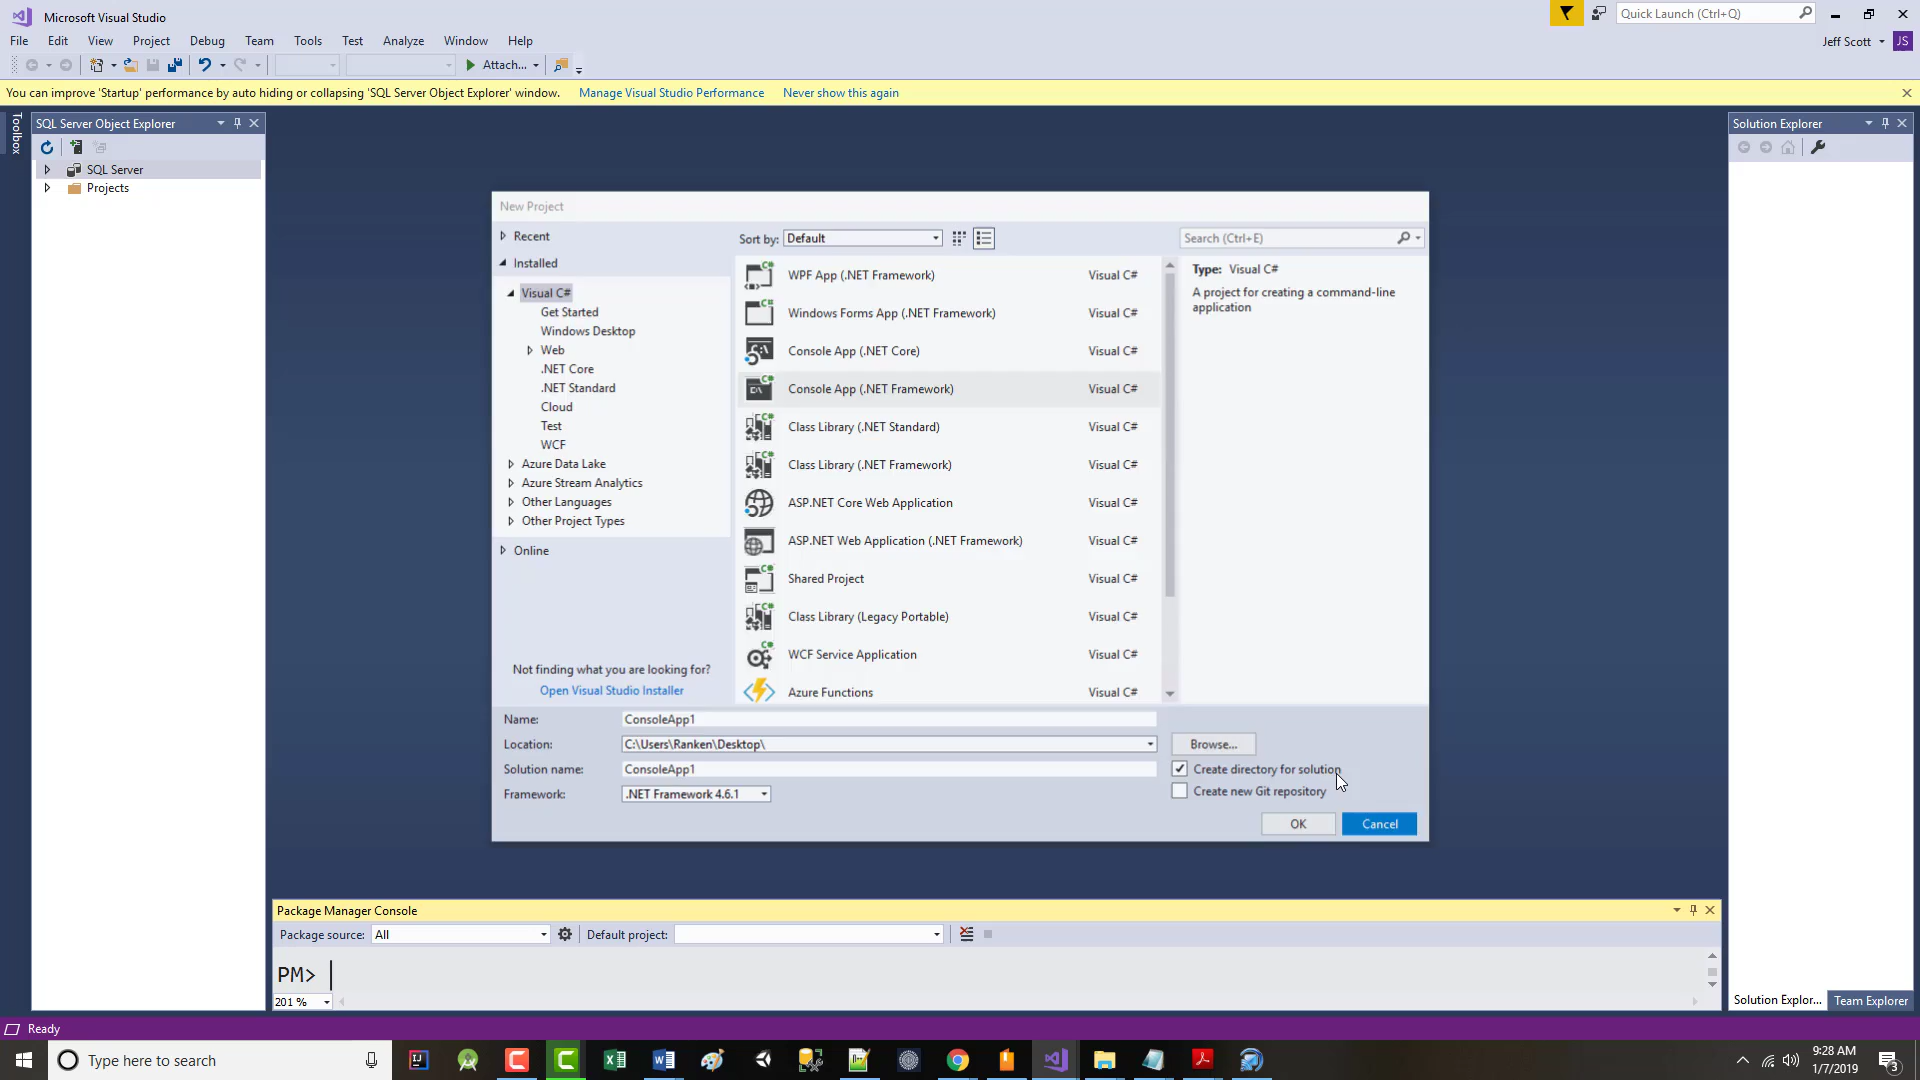 Microsoft Visual Studio
Quick Launch (Ctrl+Q)
File Edit View Project Debug Team Tools Test Analyze Window Help
Jeff Scott JS
Attach...
You can improve 'Startup' performance by auto hiding or collapsing 'SQL Server Object Explorer' window. Manage Visual Studio Performance Never show this again
Toolbox
SQL Server Object Explorer
SQL Server
Projects
Solution Explorer
New Project
Recent
Installed
Visual C#
Get Started
Windows Desktop
Web
.NET Core
.NET Standard
Cloud
Test
WCF
Azure Data Lake
Azure Stream Analytics
Other Languages
Other Project Types
Online
Not finding what you are looking for?
Open Visual Studio Installer
Sort by: Default
Search (Ctrl+E)
WPF App (.NET Framework) Visual C#
Windows Forms App (.NET Framework) Visual C#
Console App (.NET Core) Visual C#
Console App (.NET Framework) Visual C#
Class Library (.NET Standard) Visual C#
Class Library (.NET Framework) Visual C#
ASP.NET Core Web Application Visual C#
ASP.NET Web Application (.NET Framework) Visual C#
Shared Project Visual C#
Class Library (Legacy Portable) Visual C#
WCF Service Application Visual C#
Azure Functions Visual C#
Type: Visual C#
A project for creating a command-line
application
Name: ConsoleApp1
Location: C:\Users\Ranken\Desktop\ Browse...
Solution name: ConsoleApp1 Create directory for solution
Framework: .NET Framework 4.6.1 Create new Git repository
OK Cancel
Package Manager Console
Package source: All Default project:
PM>
201 %
Solution Explor... Team Explorer
Ready
Type here to search
9:28 AM
1/7/2019
3